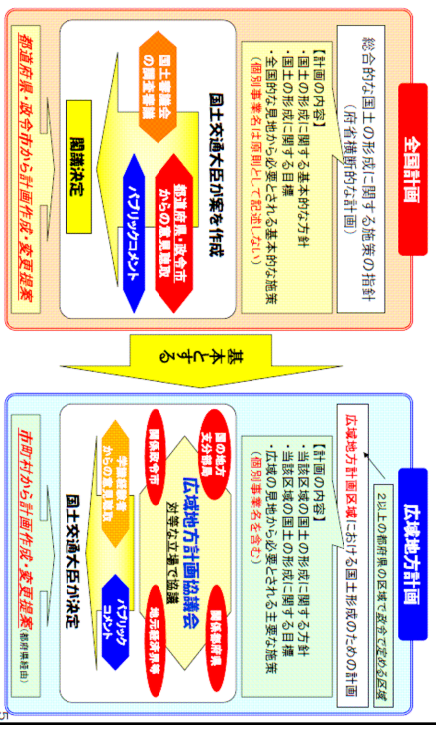 全国計画
総合的な国土の形成に関する施策の指針
(府省横断的な計画)
【計画の内容】
・国土の形成に関する基本的な方針
・国土の形成に関する目標
・全国的な見地から必要とされる基本的な施策
(個別事業名は原則として記述しない)
国土交通大臣が案を作成
国土審議会
の調査審議
都道府県・政令市
からの意見聴取
パブリックコメント
閣議決定
都道府県・政令市から計画作成・変更提案
基本とする
広域地方計画
2以上の都府県の区域で政令で定める区域
広域地方計画区域における国土形成のための計画
【計画の内容】
・当該区域の国土の形成に関する方針
・当該区域の国土の形成に関する目標
・広域の見地から必要とされる主要な施策
(個別事業名を含む)
国の地方
支分部局
関係都府県
広域地方計画協議会
対等な立場で協議
関係政令市
地元経済界等
学識経験者
からの意見聴取
パブリック
コメント
国土交通大臣が決定
市町村から計画作成・変更提案(都府県経由)
5